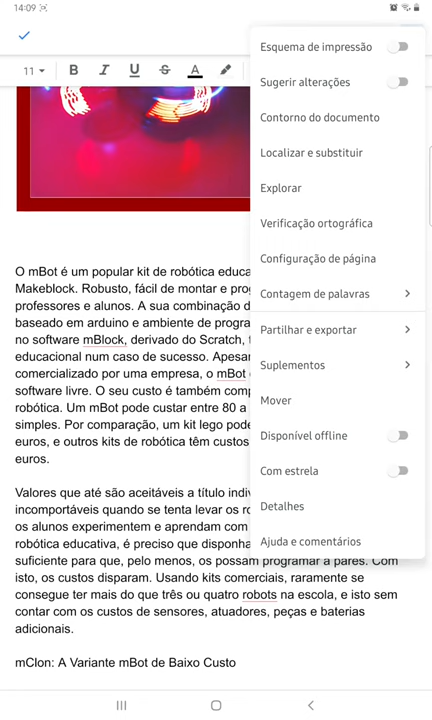 14:09
11 B I U S A
Esquema de impressão
Sugerir alterações
Contorno do documento
Localizar e substituir
Explorar
Verificação ortográfica
Configuração de página
Contagem de palavras
Partilhar e exportar
Suplementos
Mover
Disponível offline
Com estrela
Detalhes
Ajuda e comentários
O mBot é um popular kit de robótica educa
Makeblock. Robusto, fácil de montar e prog
professores e alunos. A sua combinação d
baseado em arduino e ambiente de progra
no software mBlock, derivado do Scratch,
educacional num caso de sucesso. Apesar
comercializado por uma empresa, o mBot
software livre. O seu custo é também comp
robótica. Um mBot pode custar entre 80 a
simples. Por comparação, um kit lego pode
euros, e outros kits de robótica têm custos
euros.
Valores que até são aceitáveis a título indiv
incomportáveis quando se tenta levar os ro
os alunos experimentem e aprendam com
robótica educativa, é preciso que disponha
suficiente para que, pelo menos, os possam programar a pares. Com
isto, os custos disparam. Usando kits comerciais, raramente se
consegue ter mais do que três ou quatro robots na escola, e isto sem
contar com os custos de sensores, atuadores, peças e baterias
adicionais.
mClon: A Variante mBot de Baixo Custo